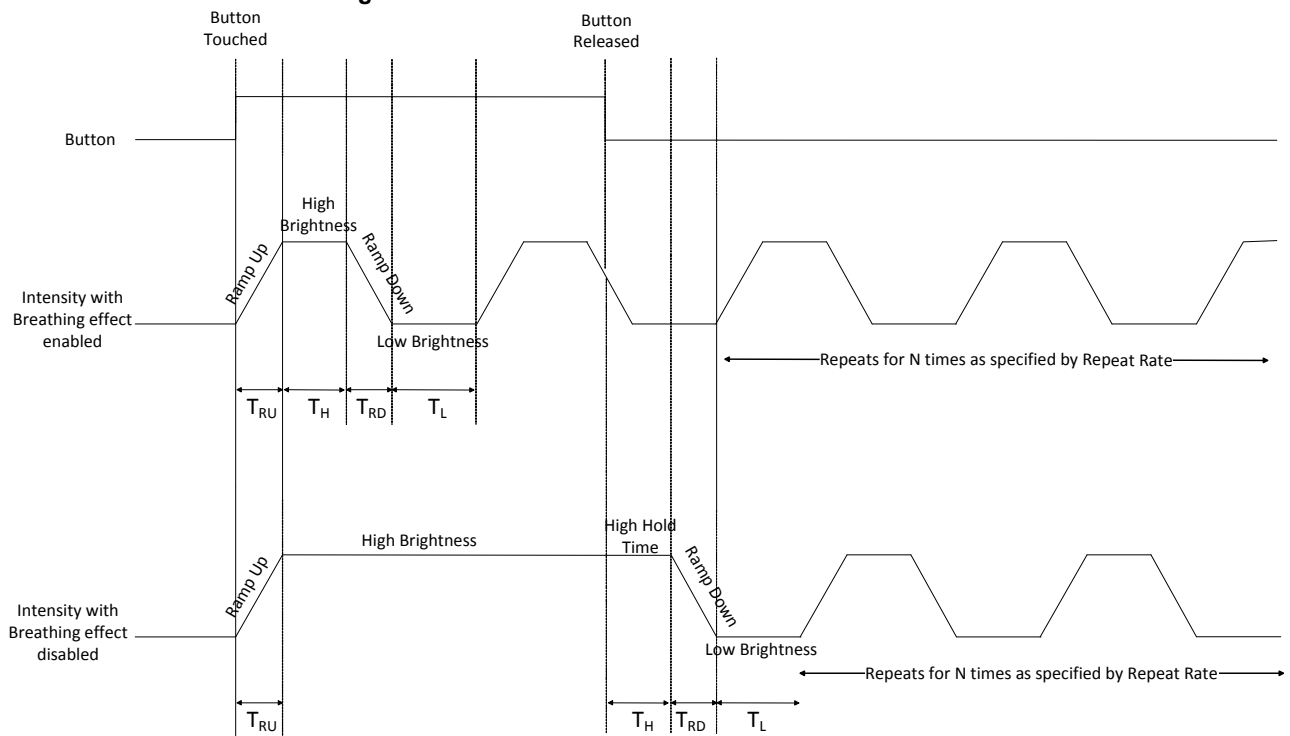 Button
Touched
Button
Released
Button
High
Brightness
Ramp Up
Ramp Down
Intensity with
Breathing effect
enabled
Low Brightness
Repeats for N times as specified by Repeat Rate
TRU
TH
TRD
TL
High Brightness
High Hold
Time
Ramp Up
Ramp Down
Intensity with
Breathing effect
disabled
Low Brightness
Repeats for N times as specified by Repeat Rate
TRU
TH
TRD
TL